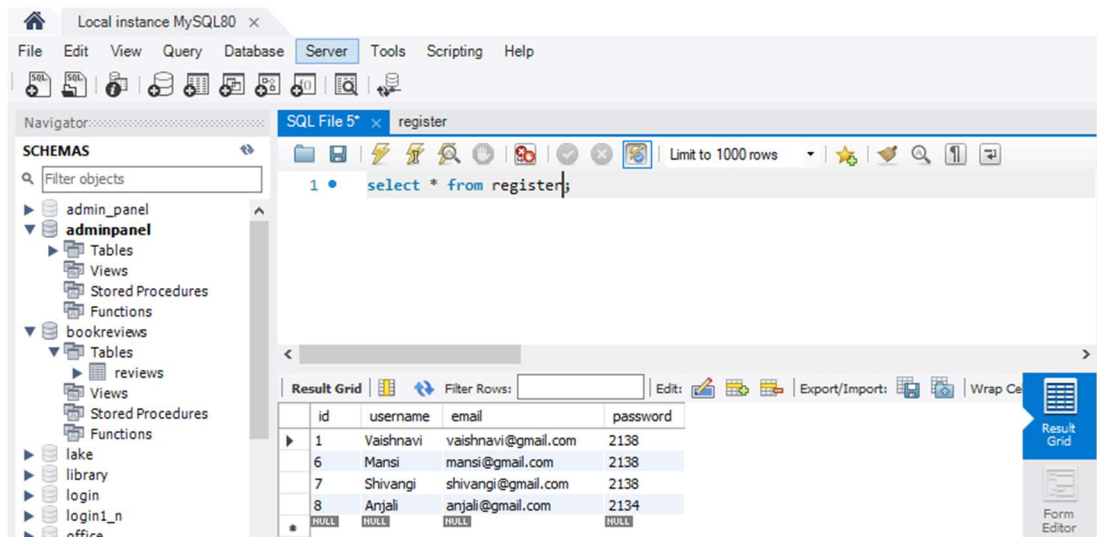 Local instance MySQL80 ×
File Edit View Query Database Server Tools Scripting Help
Navigator
SCHEMAS
Filter objects
admin_panel
adminpanel
Tables
Views
Stored Procedures
Functions
bookreviews
Tables
reviews
Views
Stored Procedures
Functions
lake
library
login
login1_n
office
SQL File 5* × register
Limit to 1000 rows
1 select * from register;
Result Grid Filter Rows: Edit: Export/Import: Wrap Ce
id username email password
1 Vaishnavi vaishnavi@gmail.com 2138
6 Mansi mansi@gmail.com 2138
7 Shivangi shivangi@gmail.com 2138
8 Anjali anjali@gmail.com 2134
NULL NULL NULL NULL
Result
Grid
Form
Editor